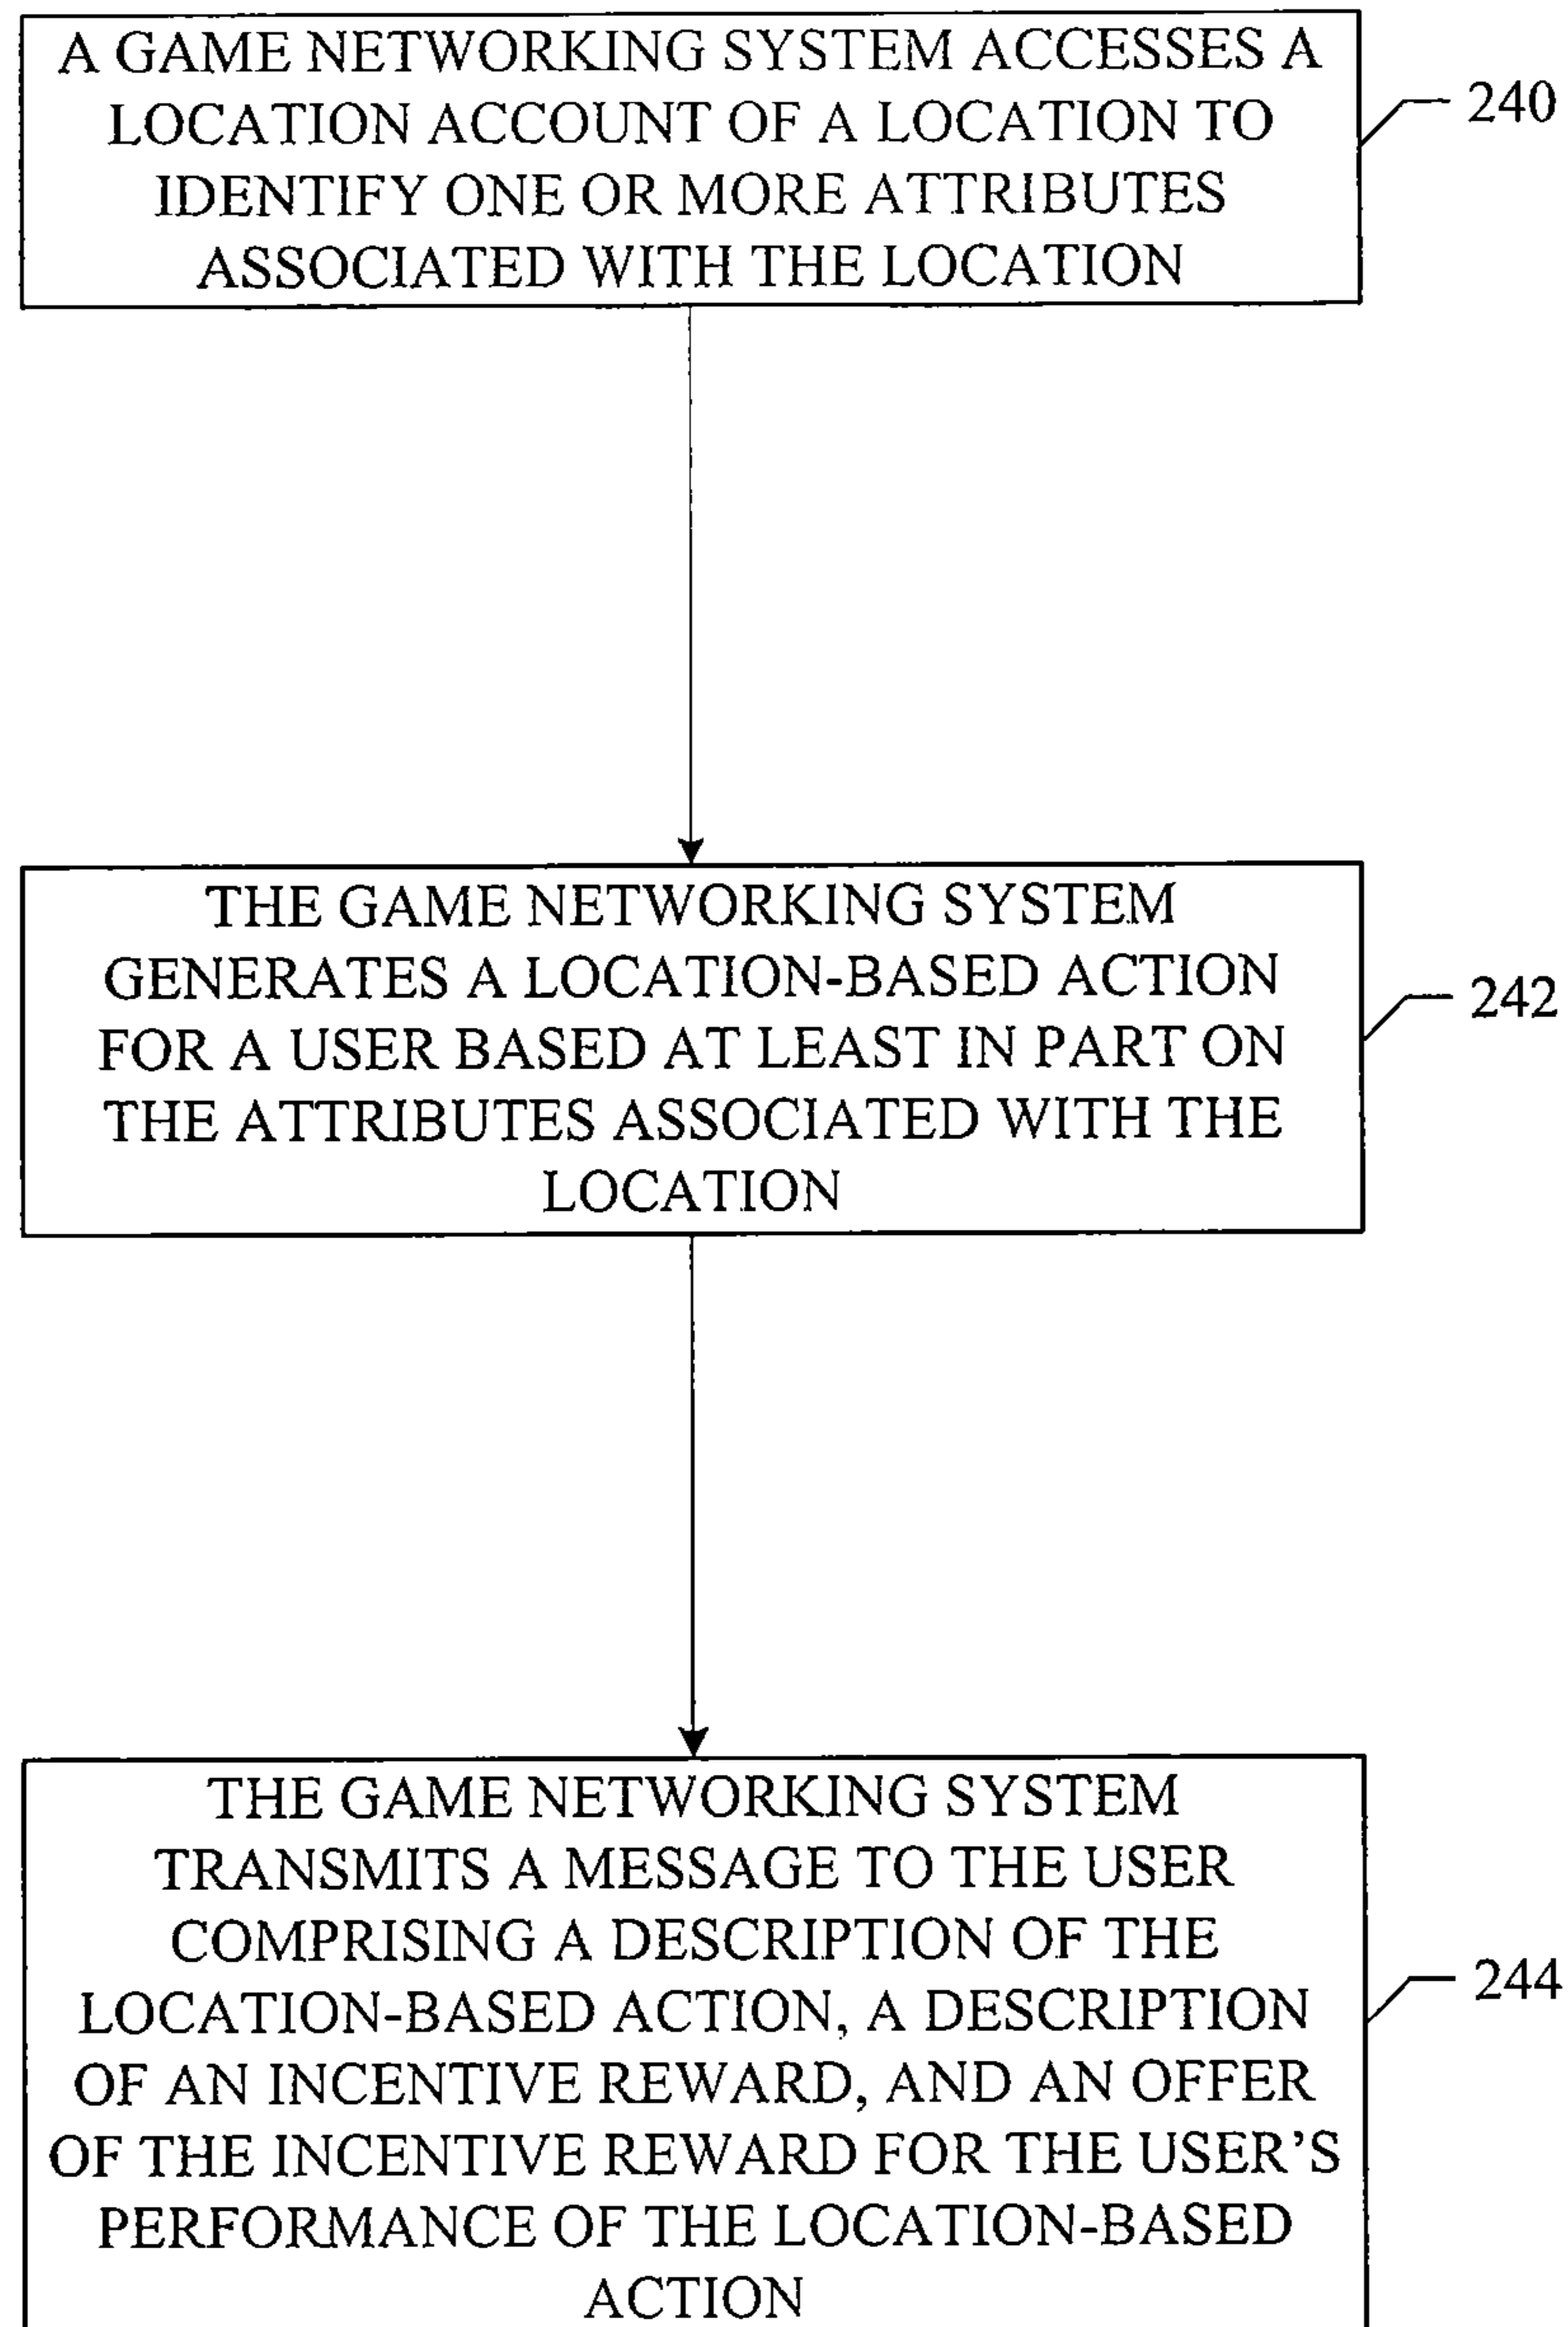 A GAME NETWORKING SYSTEM ACCESSES A
LOCATION ACCOUNT OF A LOCATION TO
IDENTIFY ONE OR MORE ATTRIBUTES
ASSOCIATED WITH THE LOCATION
240
THE GAME NETWORKING SYSTEM
GENERATES A LOCATION-BASED ACTION
FOR A USER BASED AT LEAST IN PART ON
THE ATTRIBUTES ASSOCIATED WITH THE
LOCATION
242
THE GAME NETWORKING SYSTEM
TRANSMITS A MESSAGE TO THE USER
COMPRISING A DESCRIPTION OF THE
LOCATION-BASED ACTION, A DESCRIPTION
OF AN INCENTIVE REWARD, AND AN OFFER
OF THE INCENTIVE REWARD FOR THE USER’S
PERFORMANCE OF THE LOCATION-BASED
ACTION
244